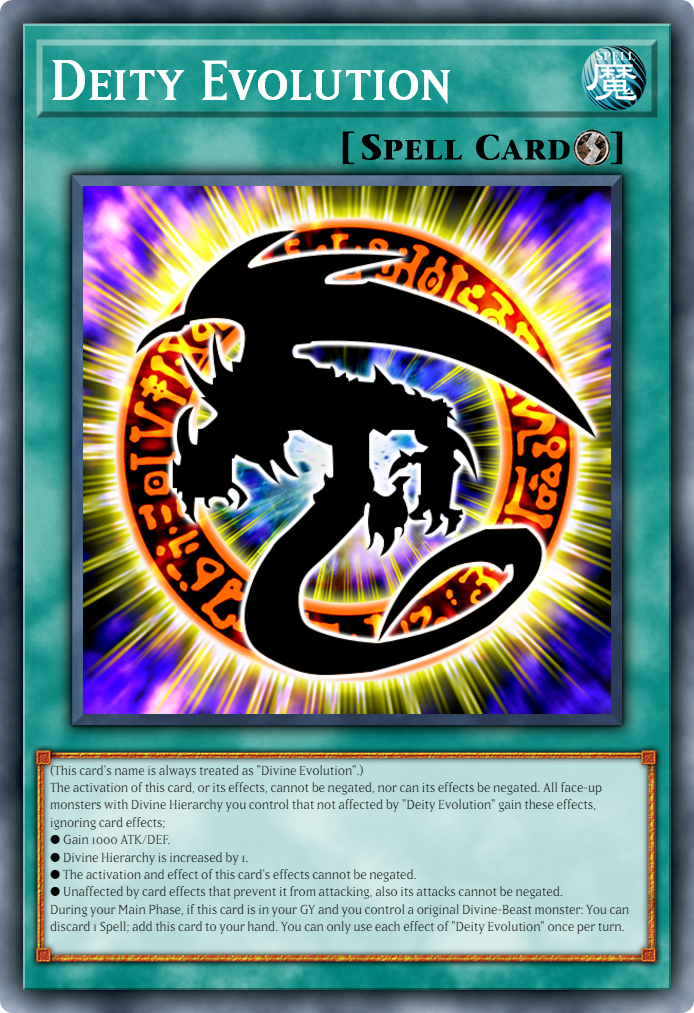 Deity Evolution
SPELL
魔
[Spell Card]
(This card's name is always treated as "Divine Evolution".)
The activation of this card, or its effects, cannot be negated, nor can its effects be negated. All face-up
monsters with Divine Hierarchy you control that not affected by "Deity Evolution" gain these effects,
ignoring card effects;
● Gain 1000 ATK/DEF.
● Divine Hierarchy is increased by 1.
● The activation and effect of this card's effects cannot be negated.
● Unaffected by card effects that prevent it from attacking, also its attacks cannot be negated.
During your Main Phase, if this card is in your GY and you control a original Divine-Beast monster: You can
discard 1 Spell; add this card to your hand. You can only use each effect of "Deity Evolution" once per turn.